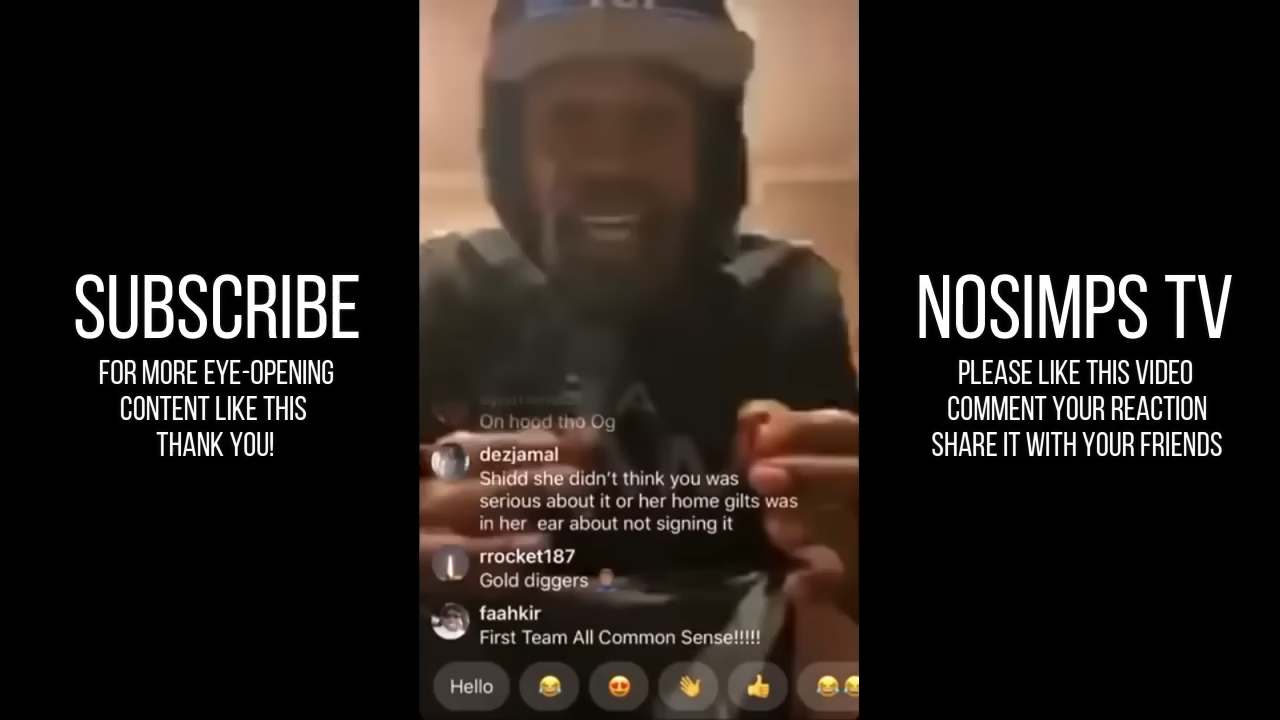 SUBSCRIBE
FOR MORE EYE-OPENING
CONTENT LIKE THIS
THANK YOU!
On hood tho Og
dezjamal
Shidd she didn't think you was
serious about it or her home gilts was
in her ear about not signing it
rrocket187
Gold diggers 🤦🏽‍♂️
faahkir
First Team All Common Sense!!!!!
Hello 😂 😍 👋 👍 😂😂
NOSIMPS TV
PLEASE LIKE THIS VIDEO
COMMENT YOUR REACTION
SHARE IT WITH YOUR FRIENDS